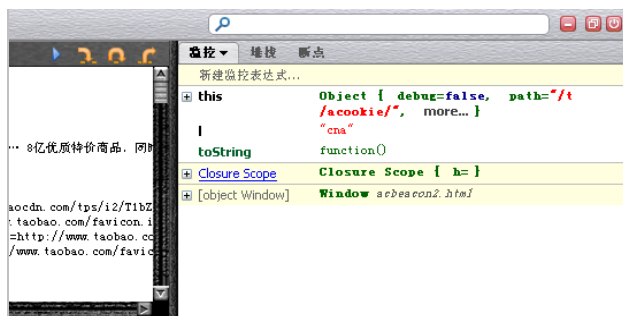 监控 堆栈 断点
新建监控表达式...
this Object { debug=false, path="/t
/acookie/", more... }
l "cna"
toString function()
Closure Scope Closure Scope { h= }
[object Window] Window acbeacon2.html
… 8亿优质特价商品. 同
aocdn.com/tps/i2/T1bZ
.taobao.com/favicon.i
=http://www.taobao.co
/www.taobao.com/favic